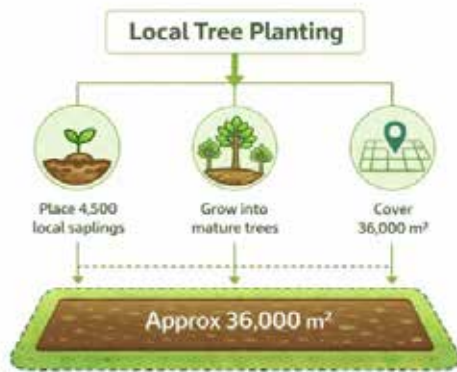 Local Tree Planting
Place 4,500
local saplings
Grow into
mature trees
Cover
36,000 m²
Approx 36,000 m²